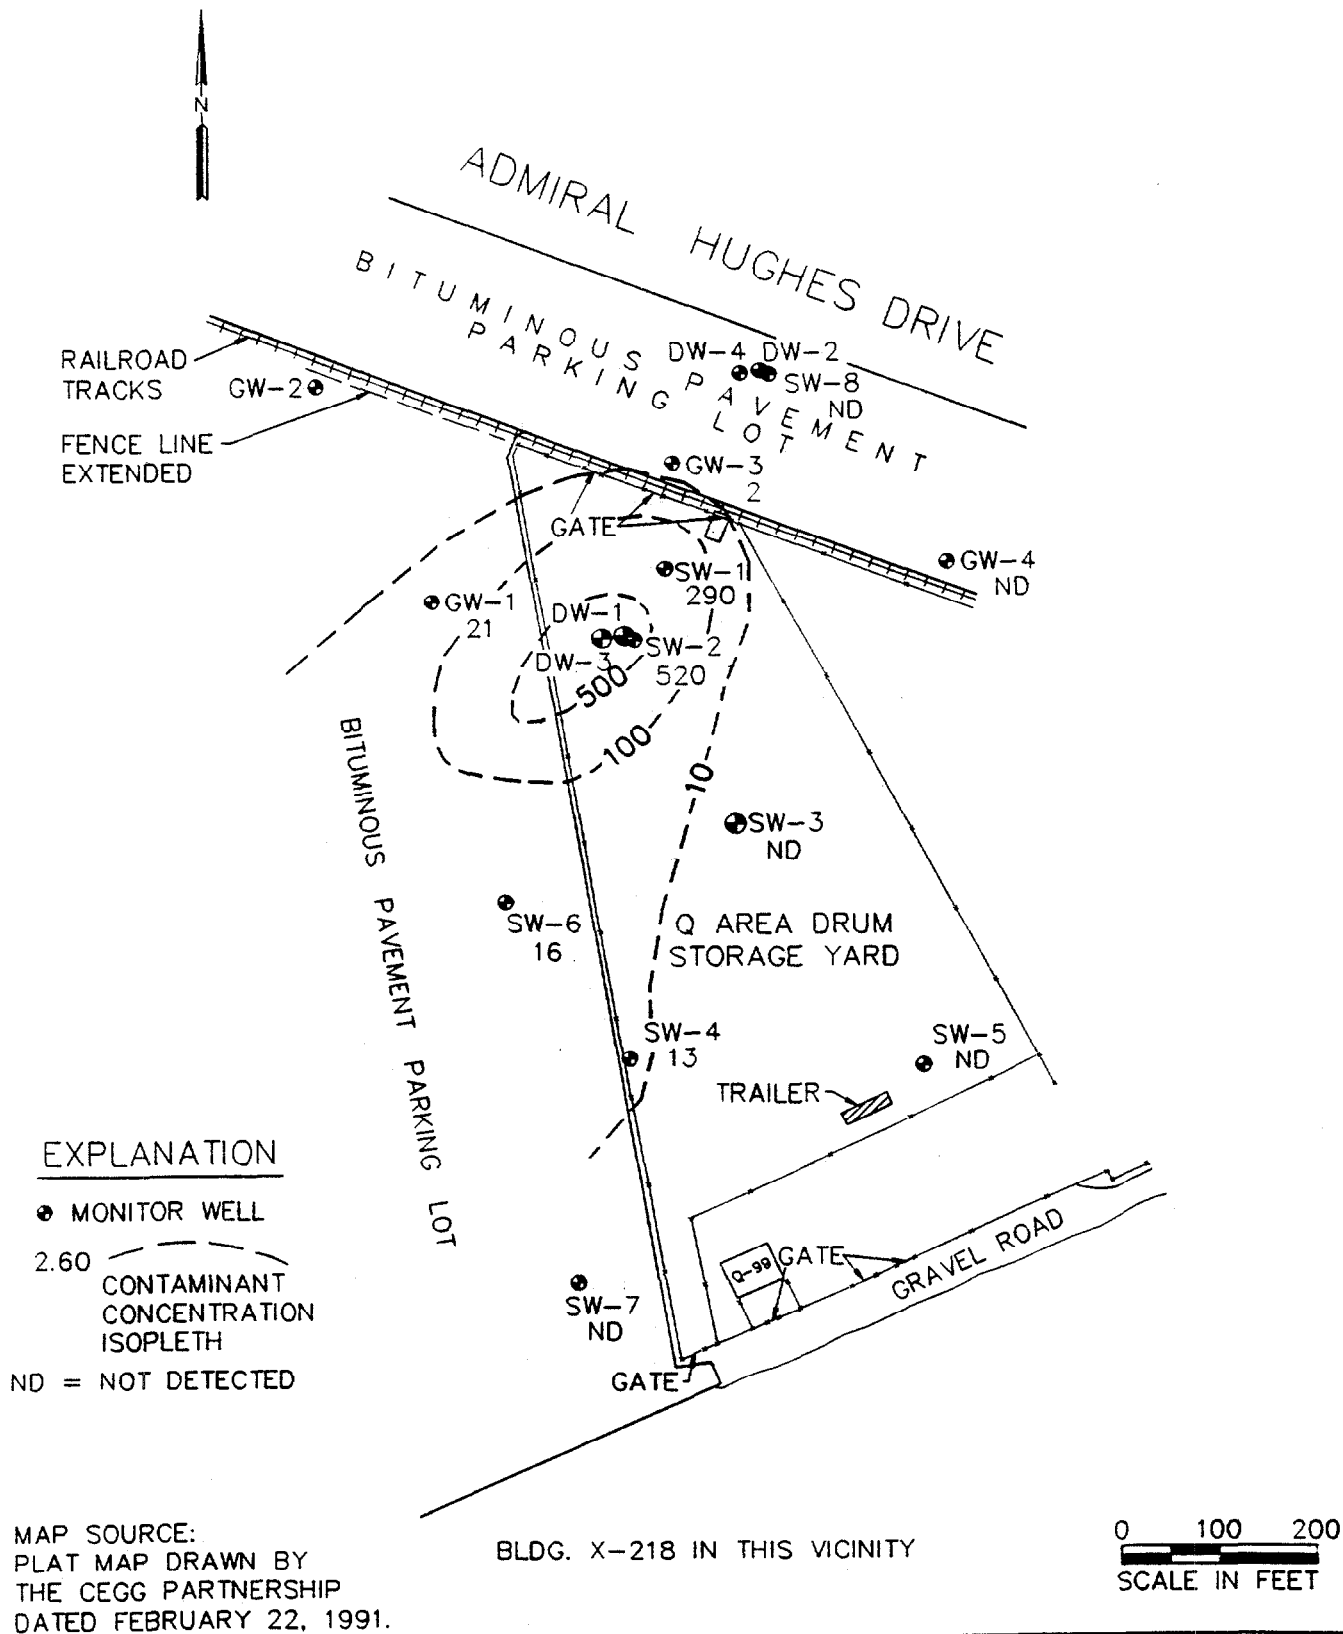 N
ADMIRAL HUGHES DRIVE
BITUMINOUS PAVEMENT
PARKING LOT
RAILROAD
TRACKS
GW-2
FENCE LINE
EXTENDED
DW-4 DW-2
SW-8
ND
GW-3
2
GATE
GW-4
ND
SW-1
290
GW-1
21
DW-1
DW-3
SW-2
520
500
100
10
SW-3
ND
BITUMINOUS PAVEMENT PARKING LOT
SW-6
16
Q AREA DRUM
STORAGE YARD
SW-4
13
SW-5
ND
TRAILER
EXPLANATION
MONITOR WELL
2.60
CONTAMINANT
CONCENTRATION
ISOPLETH
ND = NOT DETECTED
SW-7
ND
Q-99
GATE
GRAVEL ROAD
GATE
MAP SOURCE:
PLAT MAP DRAWN BY
THE CEGG PARTNERSHIP
DATED FEBRUARY 22, 1991.
BLDG. X-218 IN THIS VICINITY
0 100 200
SCALE IN FEET